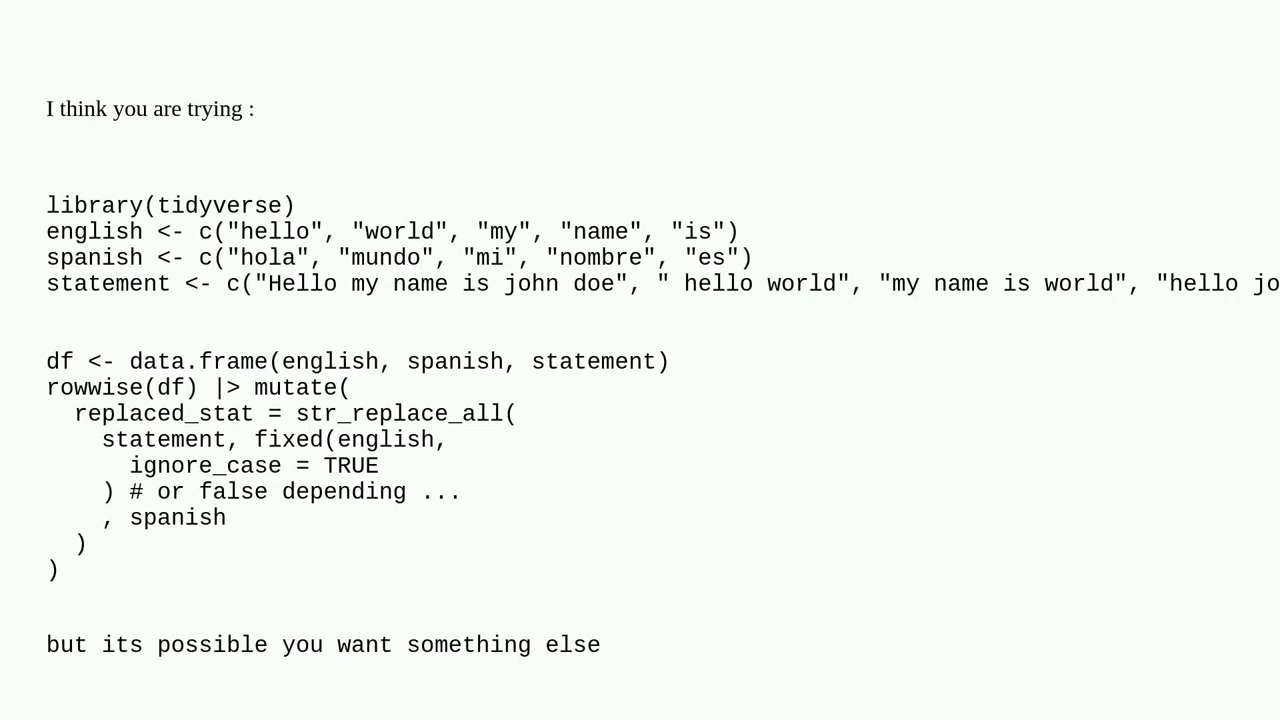 I think you are trying :
library(tidyverse)
english <- c("hello", "world", "my", "name", "is")
spanish <- c("hola", "mundo", "mi", "nombre", "es")
statement <- c("Hello my name is john doe", " hello world", "my name is world", "hello
df <- data.frame(english, spanish, statement)
rowwise(df) |> mutate(
  replaced_stat = str_replace_all(
    statement, fixed(english,
      ignore_case = TRUE
    ) # or false depending ...
    , spanish
  )
)
but its possible you want something else